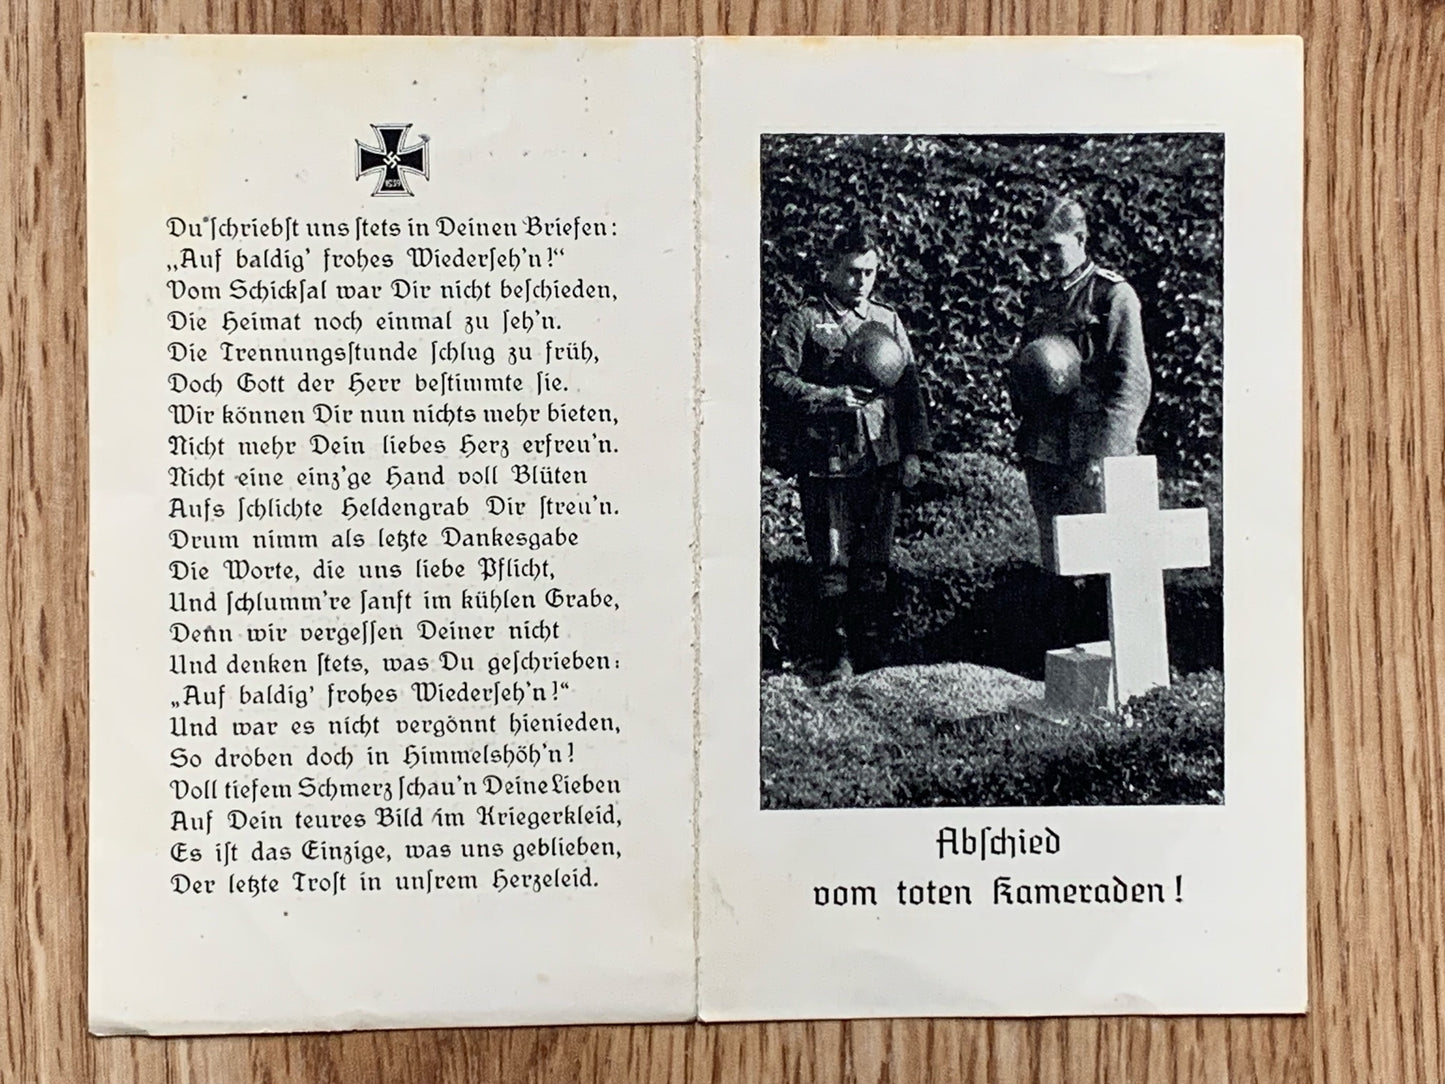 1939
Du schriebst uns stets in Deinen Briefen:
„Auf baldig' frohes Wiederseh'n!“
Vom Schicksal war Dir nicht beschieden,
Die Heimat noch einmal zu seh'n.
Die Trennungsstunde schlug zu früh,
Doch Gott der Herr bestimmte sie.
Wir können Dir nun nichts mehr bieten,
Nicht mehr Dein liebes Herz erfreu'n.
Nicht eine einz'ge Hand voll Blüten
Aufs schlichte Heldengrab Dir streu'n.
Drum nimm als letzte Dankesgabe
Die Worte, die uns liebe Pflicht,
Und schlumm're sanft im kühlen Grabe,
Denn wir vergessen Deiner nicht
Und denken stets, was Du geschrieben:
„Auf baldig' frohes Wiederseh'n!“
Und war es nicht vergönnt hienieden,
So droben doch in Himmelshöh'n!
Voll tiefem Schmerz schau'n Deine Lieben
Auf Dein teures Bild im Kriegerkleid,
Es ist das Einzige, was uns geblieben,
Der letzte Trost in unsrem Herzeleid.
Abschied
vom toten Kameraden!